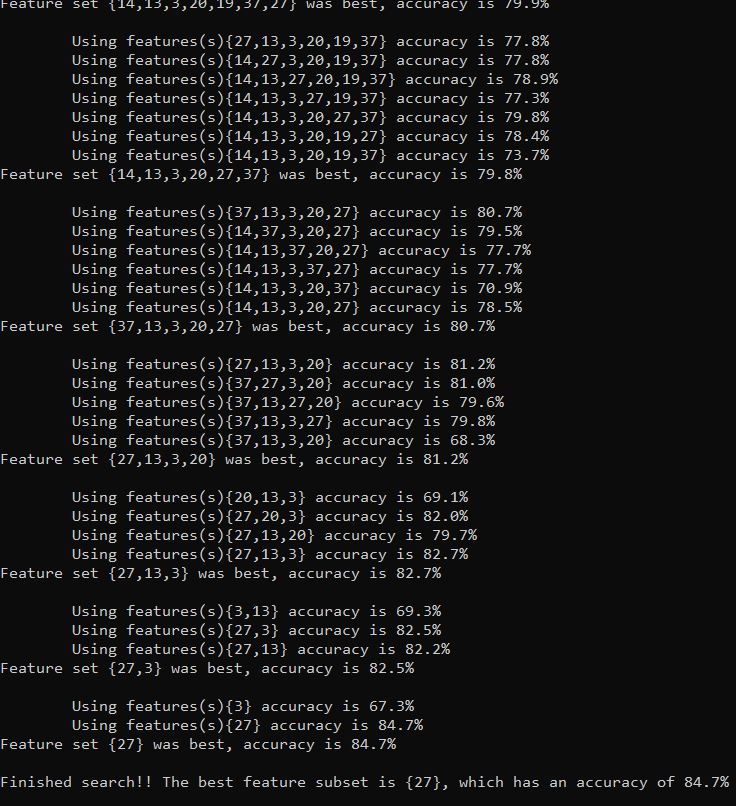 Feature set {14,13,3,20,19,37,27} was best, accuracy is 79.9%
Using features(s){27,13,3,20,19,37} accuracy is 77.8%
Using features(s){14,27,3,20,19,37} accuracy is 77.8%
Using features(s){14,13,27,20,19,37} accuracy is 78.9%
Using features(s){14,13,3,27,19,37} accuracy is 77.3%
Using features(s){14,13,3,20,27,37} accuracy is 79.8%
Using features(s){14,13,3,20,19,27} accuracy is 78.4%
Using features(s){14,13,3,20,19,37} accuracy is 73.7%
Feature set {14,13,3,20,27,37} was best, accuracy is 79.8%
Using features(s){37,13,3,20,27} accuracy is 80.7%
Using features(s){14,37,3,20,27} accuracy is 79.5%
Using features(s){14,13,37,20,27} accuracy is 77.7%
Using features(s){14,13,3,37,27} accuracy is 77.7%
Using features(s){14,13,3,20,37} accuracy is 70.9%
Using features(s){14,13,3,20,27} accuracy is 78.5%
Feature set {37,13,3,20,27} was best, accuracy is 80.7%
Using features(s){27,13,3,20} accuracy is 81.2%
Using features(s){37,27,3,20} accuracy is 81.0%
Using features(s){37,13,27,20} accuracy is 79.6%
Using features(s){37,13,3,27} accuracy is 79.8%
Using features(s){37,13,3,20} accuracy is 68.3%
Feature set {27,13,3,20} was best, accuracy is 81.2%
Using features(s){20,13,3} accuracy is 69.1%
Using features(s){27,20,3} accuracy is 82.0%
Using features(s){27,13,20} accuracy is 79.7%
Using features(s){27,13,3} accuracy is 82.7%
Feature set {27,13,3} was best, accuracy is 82.7%
Using features(s){3,13} accuracy is 69.3%
Using features(s){27,3} accuracy is 82.5%
Using features(s){27,13} accuracy is 82.2%
Feature set {27,3} was best, accuracy is 82.5%
Using features(s){3} accuracy is 67.3%
Using features(s){27} accuracy is 84.7%
Feature set {27} was best, accuracy is 84.7%
Finished search!! The best feature subset is {27}, which has an accuracy of 84.7%